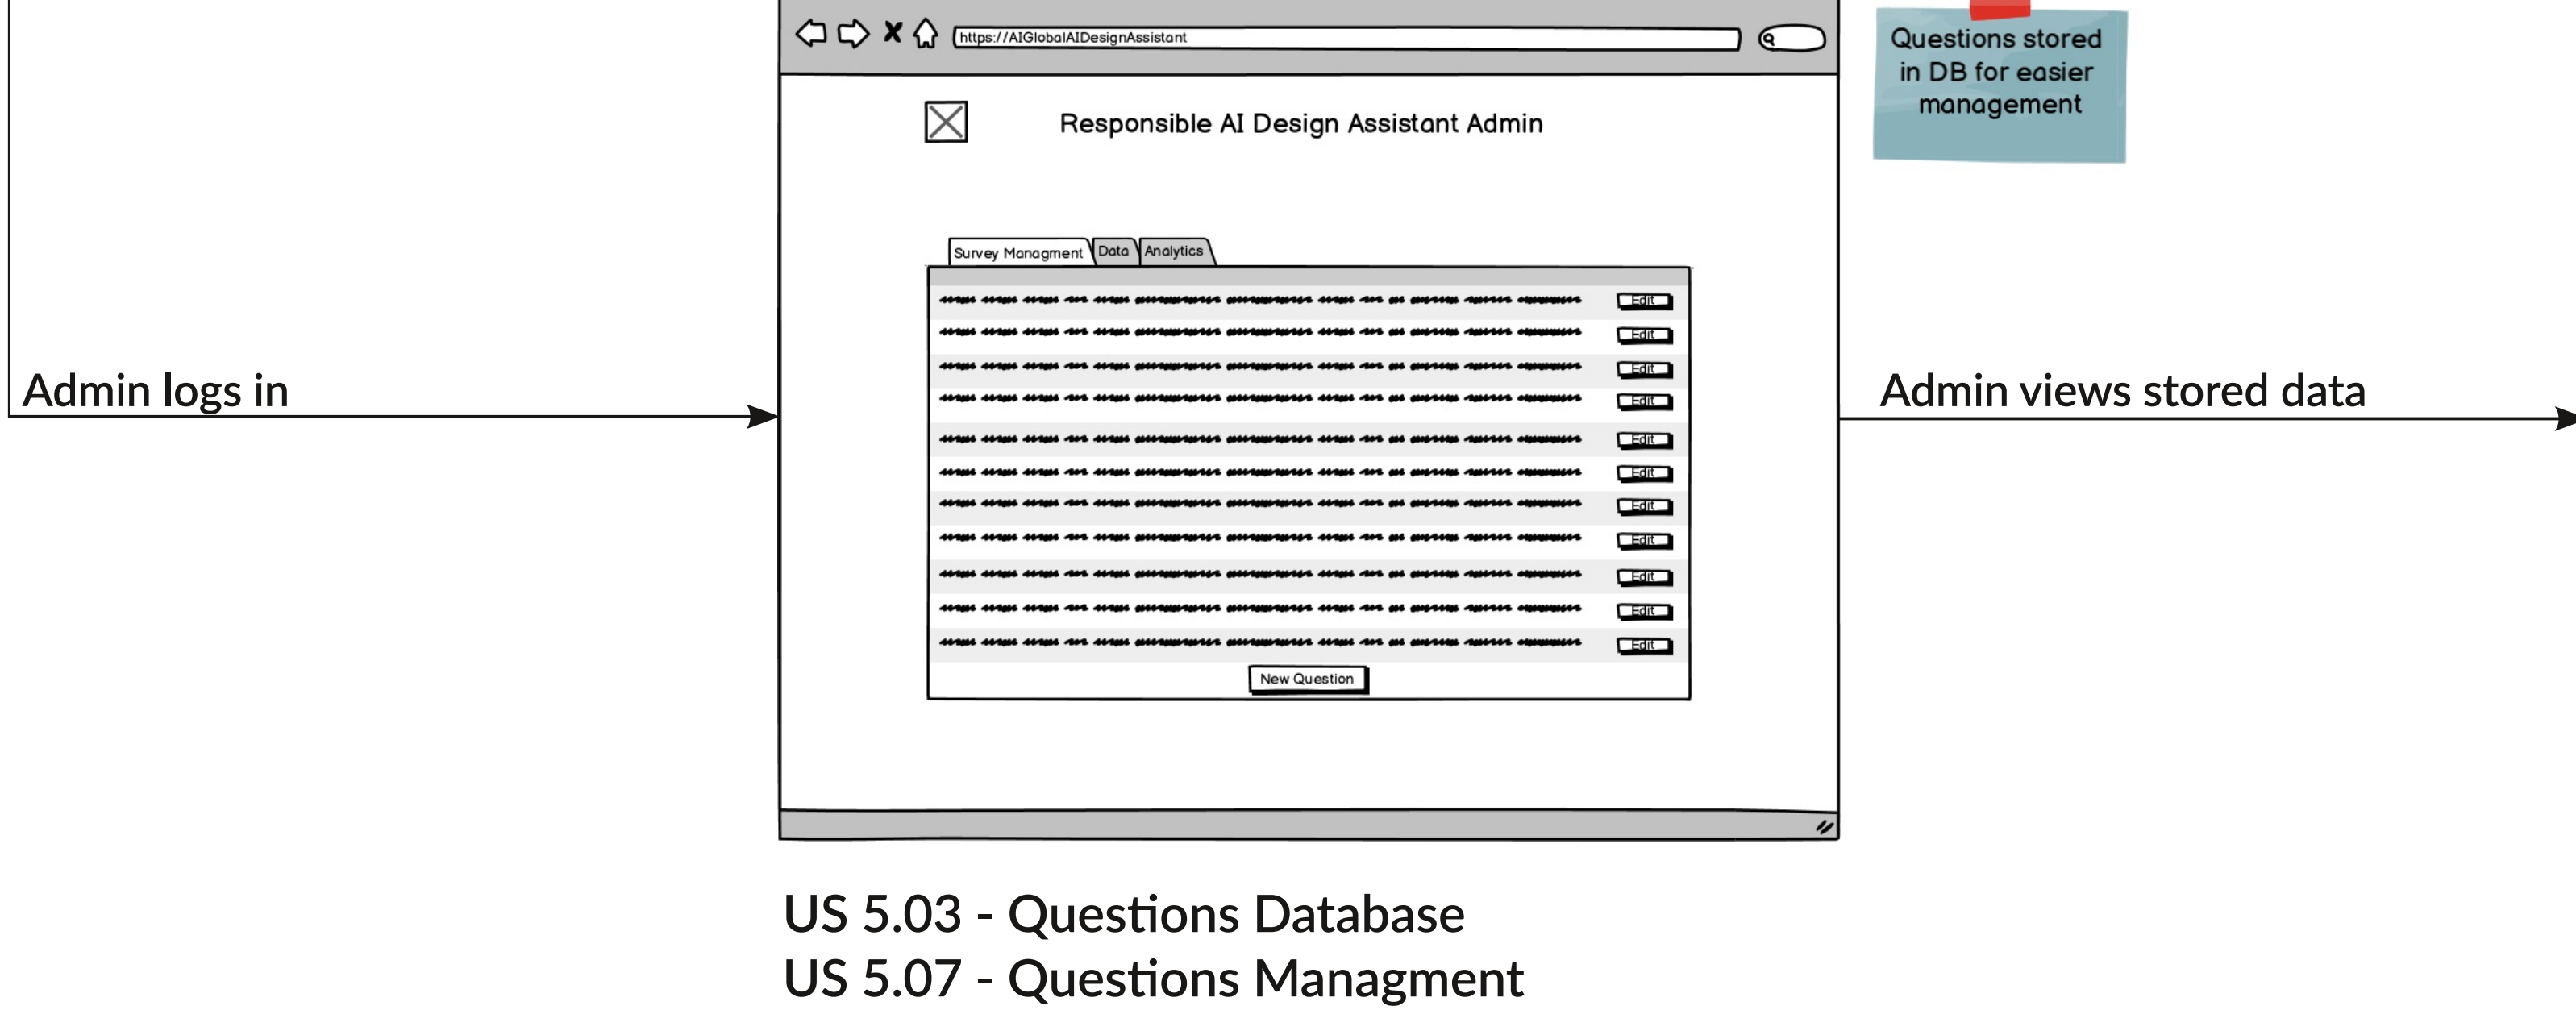 https://AIGlobalAIDesignAssistant
Questions stored
in DB for easier
management
Responsible AI Design Assistant Admin
Survey Managment
Data
Analytics
Edit
Edit
Edit
Edit
Edit
Edit
Edit
Edit
Edit
Edit
Edit
New Question
Admin logs in
Admin views stored data
US 5.03 - Questions Database
US 5.07 - Questions Managment